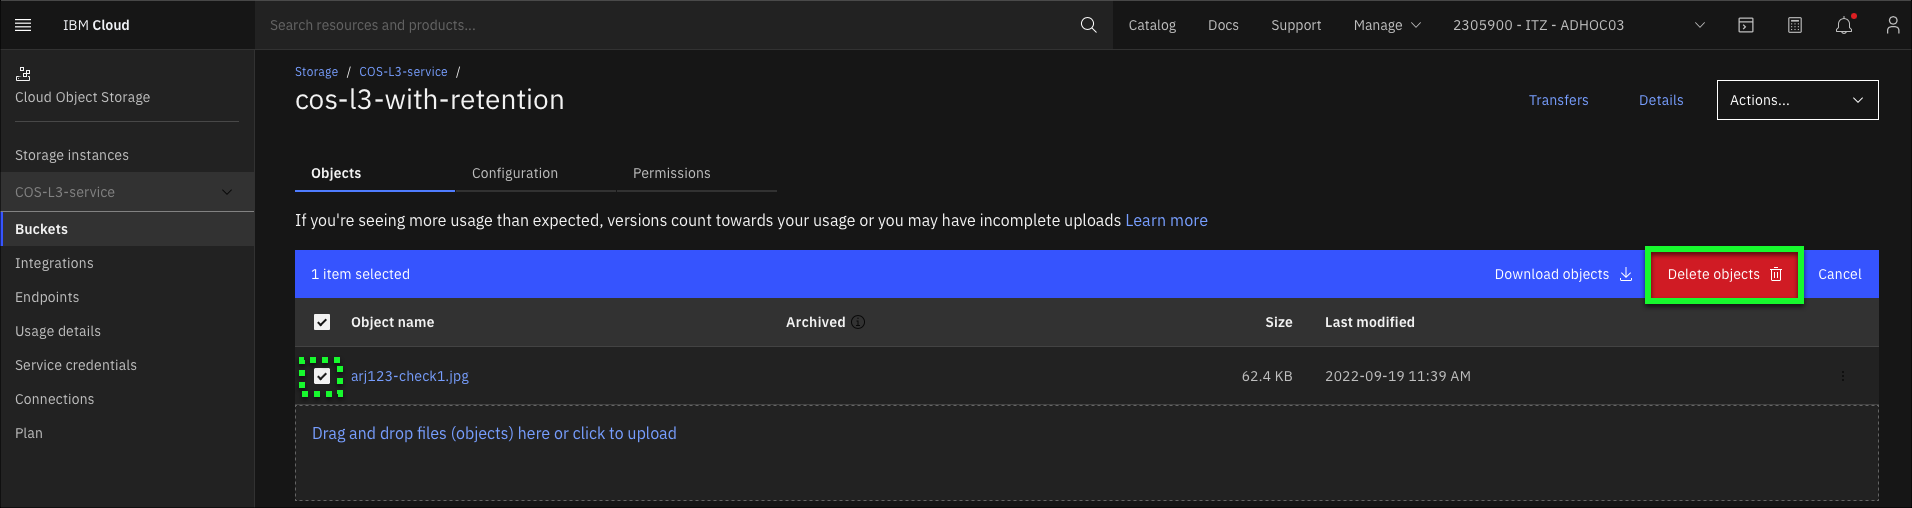 IBM Cloud
Search resources and products...
Catalog
Docs
Support
Manage
2305900 - ITZ - ADHOC03
Cloud Object Storage
Storage instances
COS-L3-service
Buckets
Integrations
Endpoints
Usage details
Service credentials
Connections
Plan
Storage / COS-L3-service /
cos-l3-with-retention
Transfers
Details
Actions...
Objects
Configuration
Permissions
If you're seeing more usage than expected, versions count towards your usage or you may have incomplete uploads Learn more
1 item selected
Download objects
Delete objects
Cancel
Object name
Archived
Size
Last modified
arj123-check1.jpg
62.4 KB
2022-09-19 11:39 AM
Drag and drop files (objects) here or click to upload